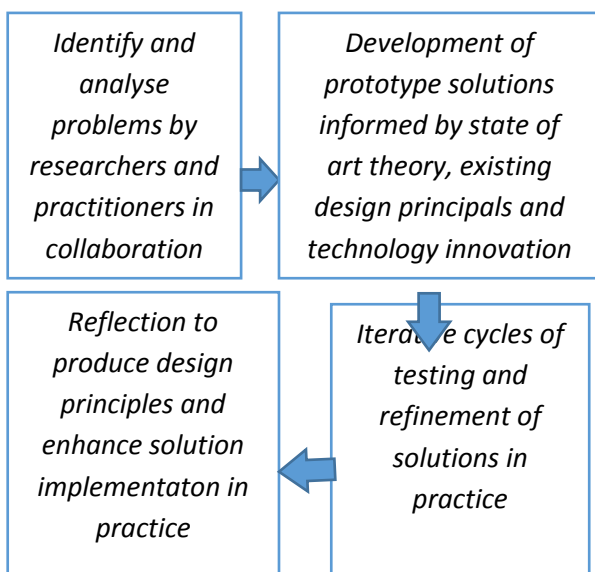 Identify and
analyse
problems by
researchers and
practitioners in
collaboration
Development of
prototype solutions
informed by state of
art theory, existing
design principals and
technology innovation
Iterative cycles of
testing and
refinement of
solutions in
practice
Reflection to
produce design
principles and
enhance solution
implementaton in
practice